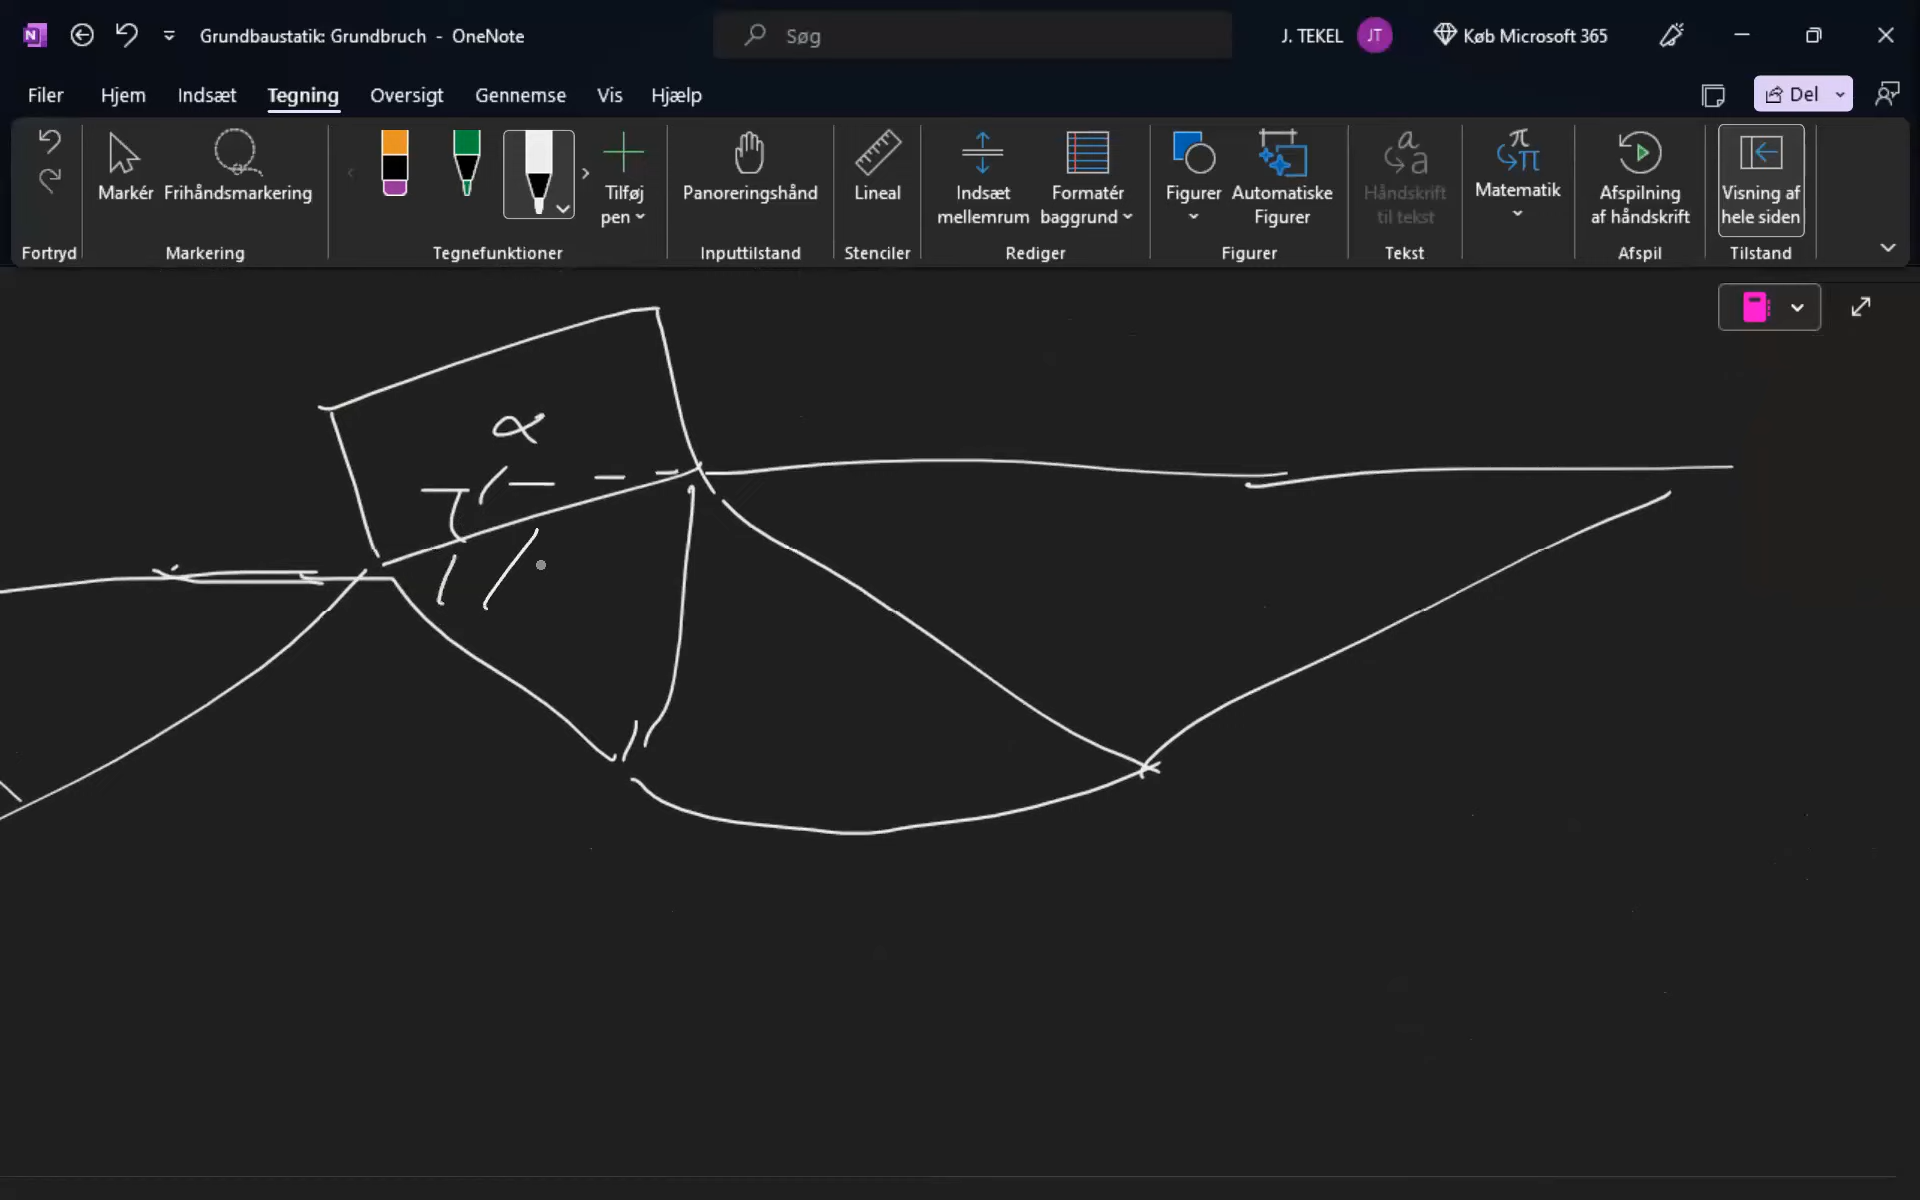 Grundbaustatik: Grundbruch - OneNote
Søg
J. TEKEL
JT
Køb Microsoft 365
Filer
Hjem
Indsæt
Tegning
Oversigt
Gennemse
Vis
Hjælp
Del
Markér
Frihåndsmarkering
Tilføj
pen
Panoreringshånd
Lineal
Indsæt
mellemrum
Formatér
baggrund
Figurer
Automatiske
Figurer
Håndskrift
til tekst
Matematik
Afspilning
af håndskrift
Visning af
hele siden
Fortryd
Markering
Tegnefunktioner
Inputtilstand
Stenciler
Rediger
Figurer
Tekst
Afspil
Tilstand
α